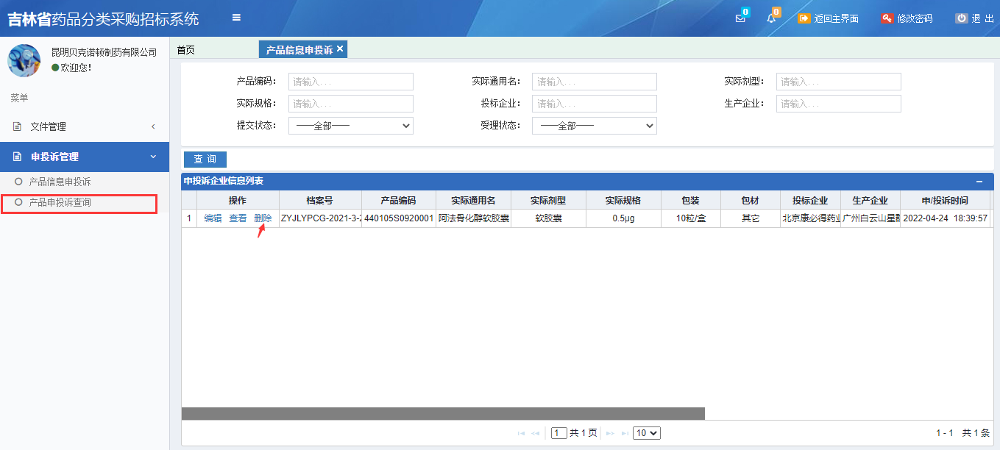 吉林省药品分类采购招标系统
0
0
返回主界面
修改密码
退 出
昆明贝克诺顿制药有限公司
欢迎您!
菜单
文件管理
申投诉管理
产品信息申投诉
产品申投诉查询
首页
产品信息申投诉 ×
产品编码: 请输入... 实际通用名: 请输入... 实际剂型: 请输入...
实际规格: 请输入... 投标企业: 请输入... 生产企业: 请输入...
提交状态: ——全部—— 受理状态: ——全部——
查 询
申投诉企业信息列表
操作 档案号 产品编码 实际通用名 实际剂型 实际规格 包装 包材 投标企业 生产企业 申/投诉时间
1 编辑 查看 删除 ZYJLYPCG-2021-3-2 440105S0920001 阿法骨化醇软胶囊 软胶囊 0.5μg 10粒/盒 其它 北京康必得药业 广州白云山星群 2022-04-24 18:39:57
1 共 1 页 10 1 - 1 共 1 条